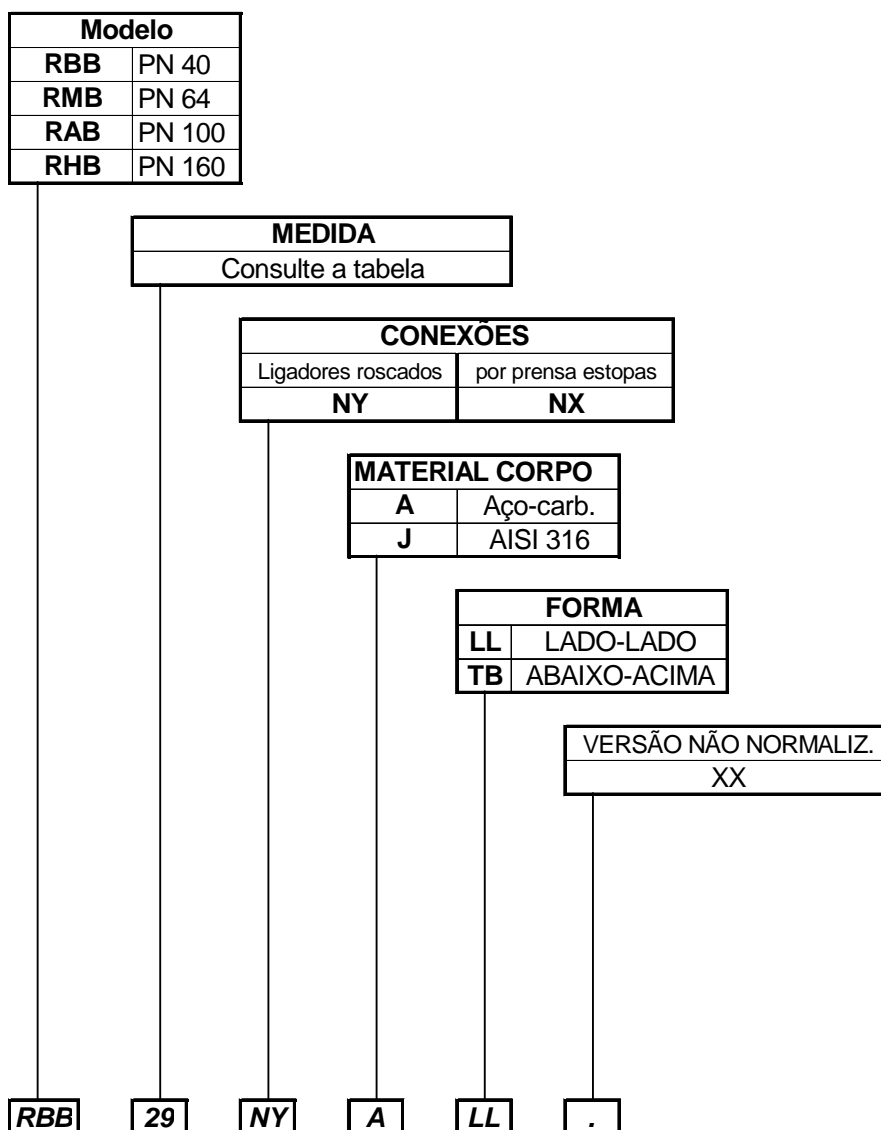 Modelo
RBB PN 40
RMB PN 64
RAB PN 100
RHB PN 160
MEDIDA
Consulte a tabela
CONEXÕES
Ligadores roscados por prensa estopas
NY NX
MATERIAL CORPO
A Aço-carb.
J AISI 316
FORMA
LL LADO-LADO
TB ABAIXO-ACIMA
VERSÃO NÃO NORMALIZ.
XX
RBB 29 NY A LL .